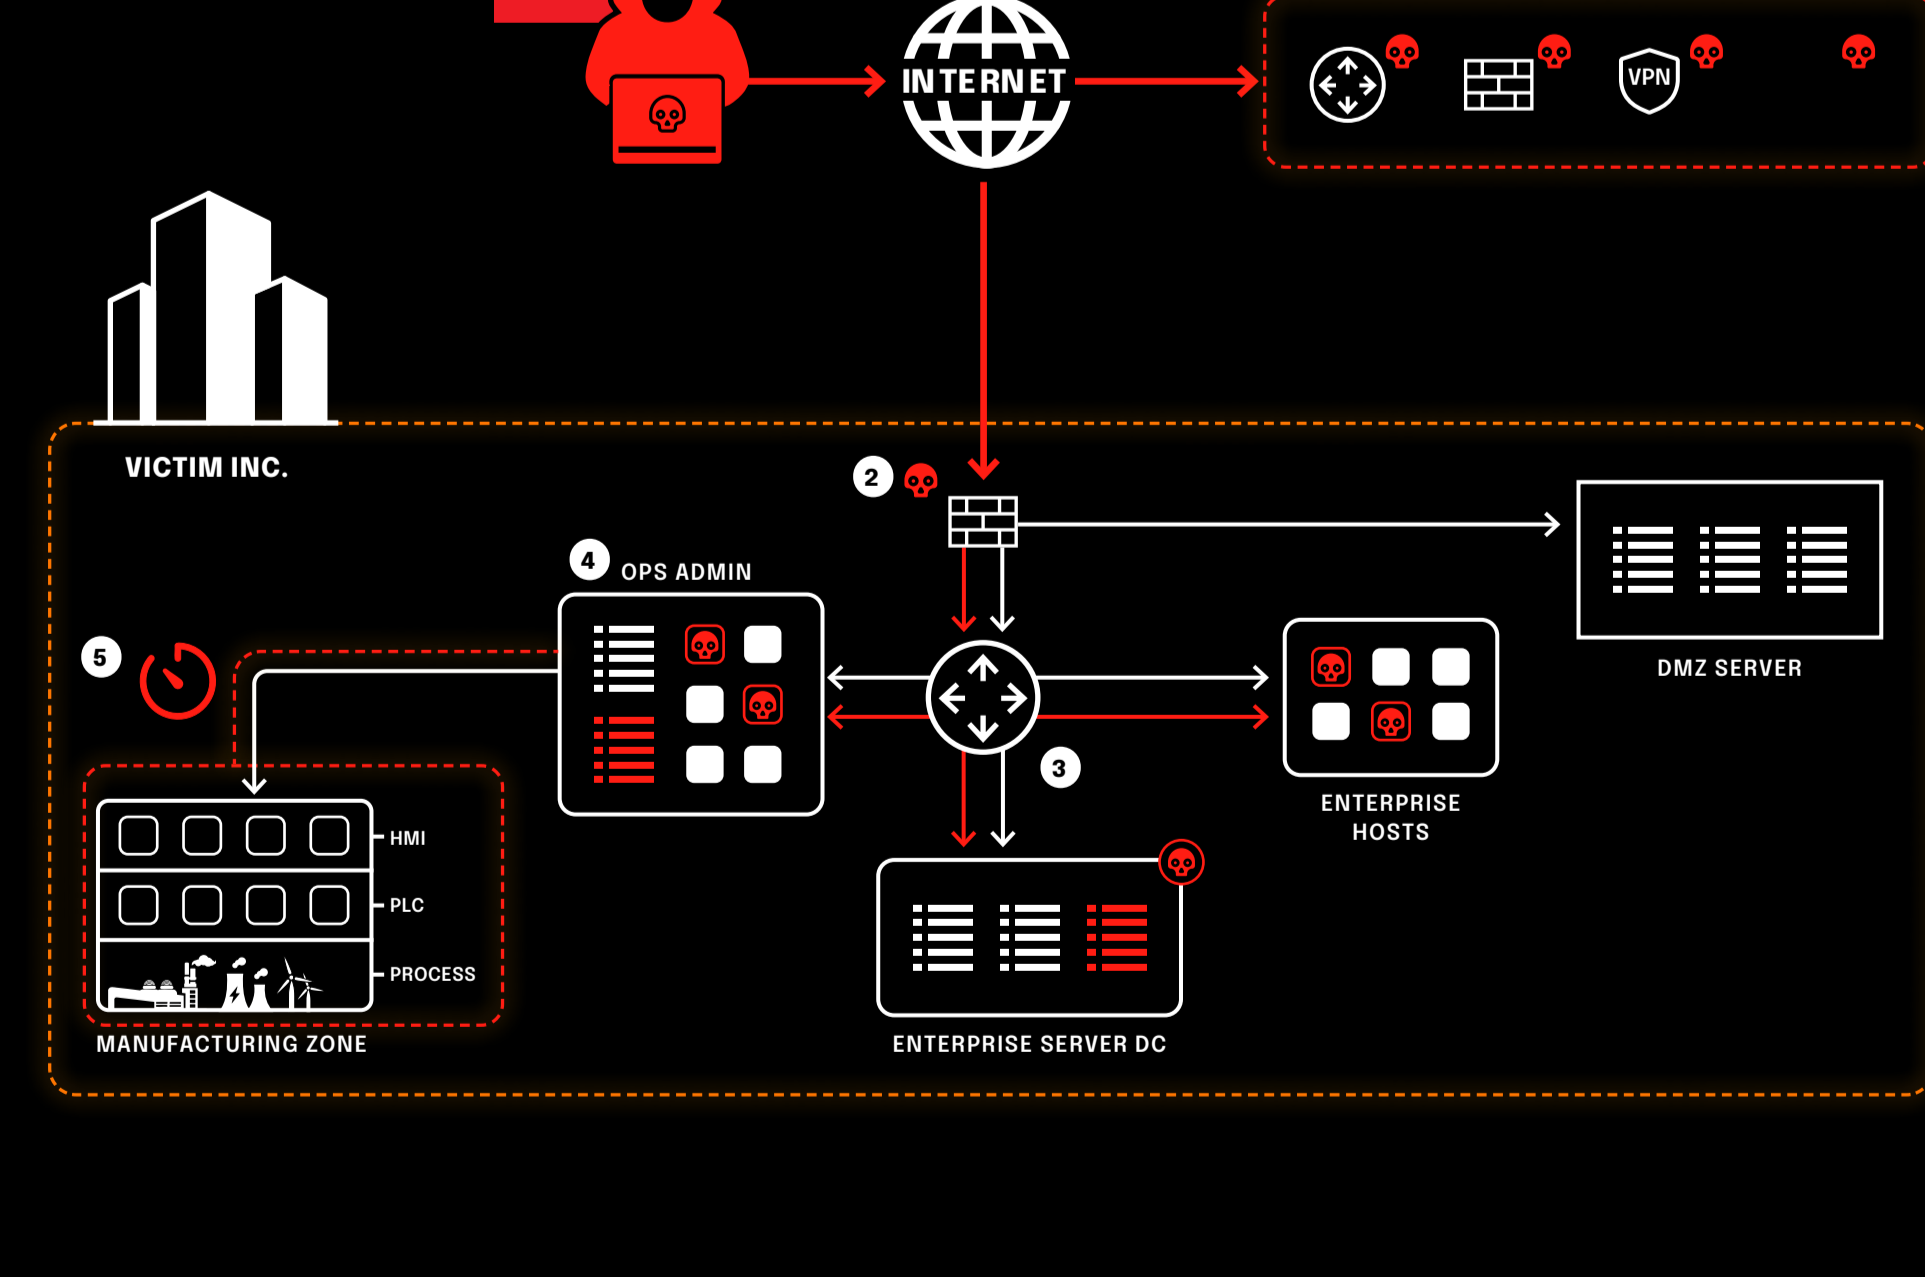 INTERNET
VPN
VICTIM INC.
2
4
OPS ADMIN
5
DMZ SERVER
3
ENTERPRISE
HOSTS
HMI
PLC
PROCESS
MANUFACTURING ZONE
ENTERPRISE SERVER DC